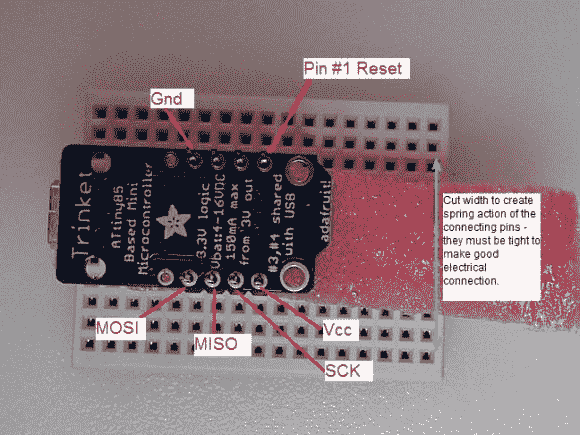 Pin #1 Reset
Gnd
Trinket
ATtiny85
Based Mini
Microcontroller
3.3V logic
Vbat:4-16VDC
150mA max
from 3V out
#3,#4 shared
with USB
adafruit!
Cut width to create
spring action of the
connecting pins -
they must be tight to
make good
electrical
connection.
MOSI
MISO
Vcc
SCK